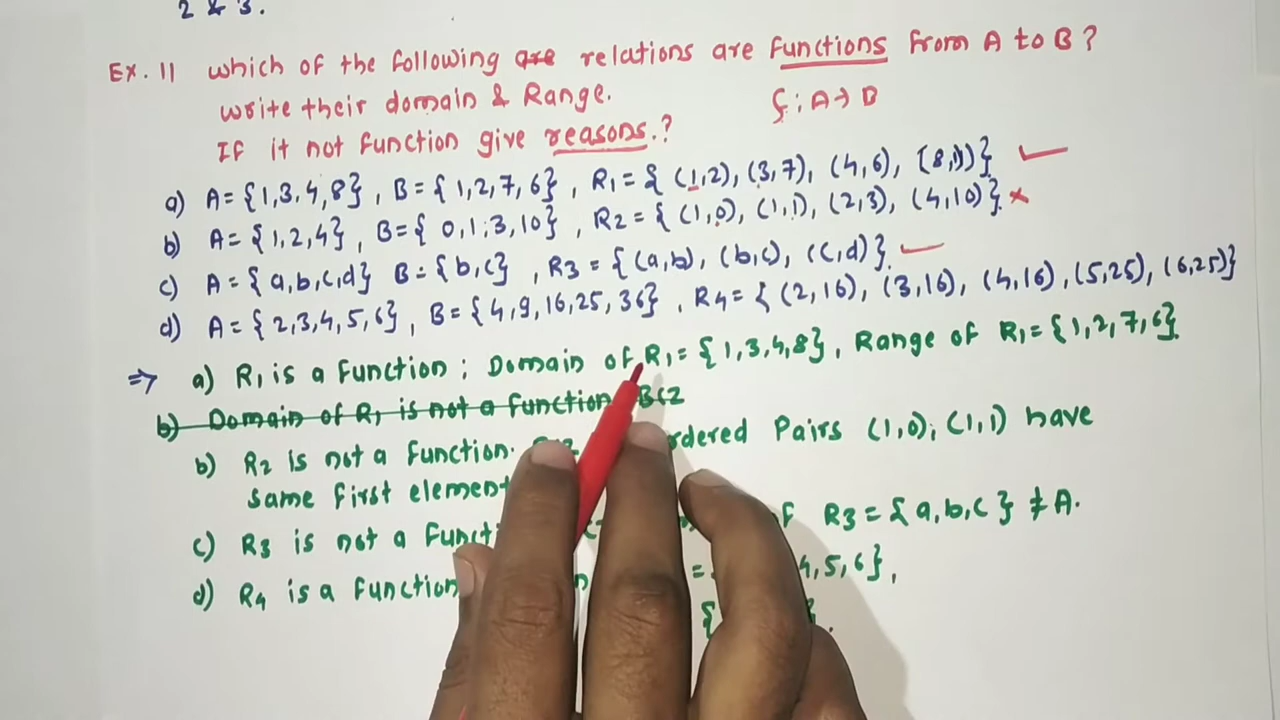 2 & 3.
Ex. 11 which of the following are relations are functions from A to B ?
write their domain & Range.
f : A → B
If it not function give reasons.?
a) A = {1,3,4,8} , B = {1,2,7,6} , R1 = { (1,2), (3,7), (4,6), (8,1))}
b) A = {1,2,4} , B = { 0,1,3,10} , R2 = { (1,0), (1,1), (2,3), (4,10)}.
c) A = {a,b,c,d} B = {b,c} , R3 = {(a,b), (b,c), (c,d)}.
d) A = {2,3,4,5,6} , B = {4,9,16,25,36} , R4 = { (2,16), (3,16), (4,16), (5,25), (6,25)}
⇒ a) R1 is a function ; Domain of R1 = {1,3,4,8} , Range of R1 = {1,2,7,6}.
b) Domain of R1 is not a function BCZ
b) R2 is not a function. rdered Pairs (1,0), (1,1) have
same first element
c) R3 is not a Funct f R3 = {a,b,c} ≠ A.
d) R4 is a function n = 4,5,6},
{ }.